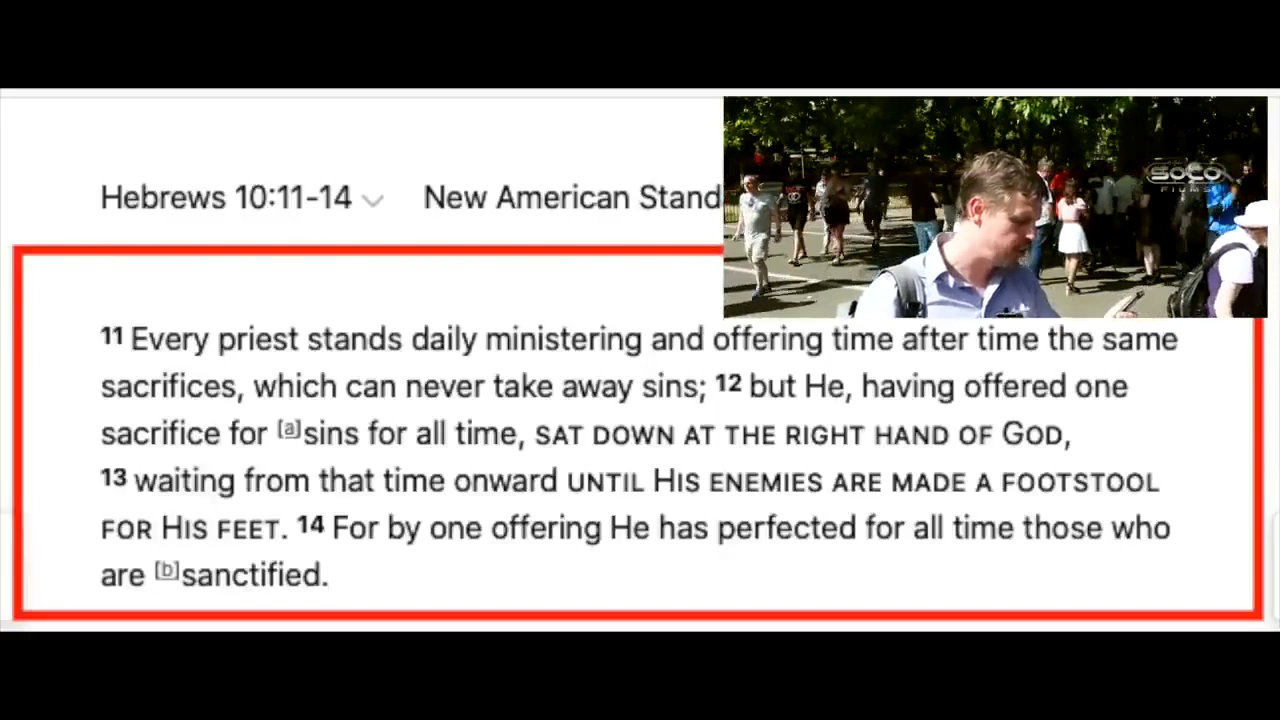 Hebrews 10:11-14 New American Stand
SOCO
FILMS
11 Every priest stands daily ministering and offering time after time the same
sacrifices, which can never take away sins; 12 but He, having offered one
sacrifice for [a]sins for all time, SAT DOWN AT THE RIGHT HAND OF GOD,
13 waiting from that time onward UNTIL HIS ENEMIES ARE MADE A FOOTSTOOL
FOR HIS FEET. 14 For by one offering He has perfected for all time those who
are [b]sanctified.